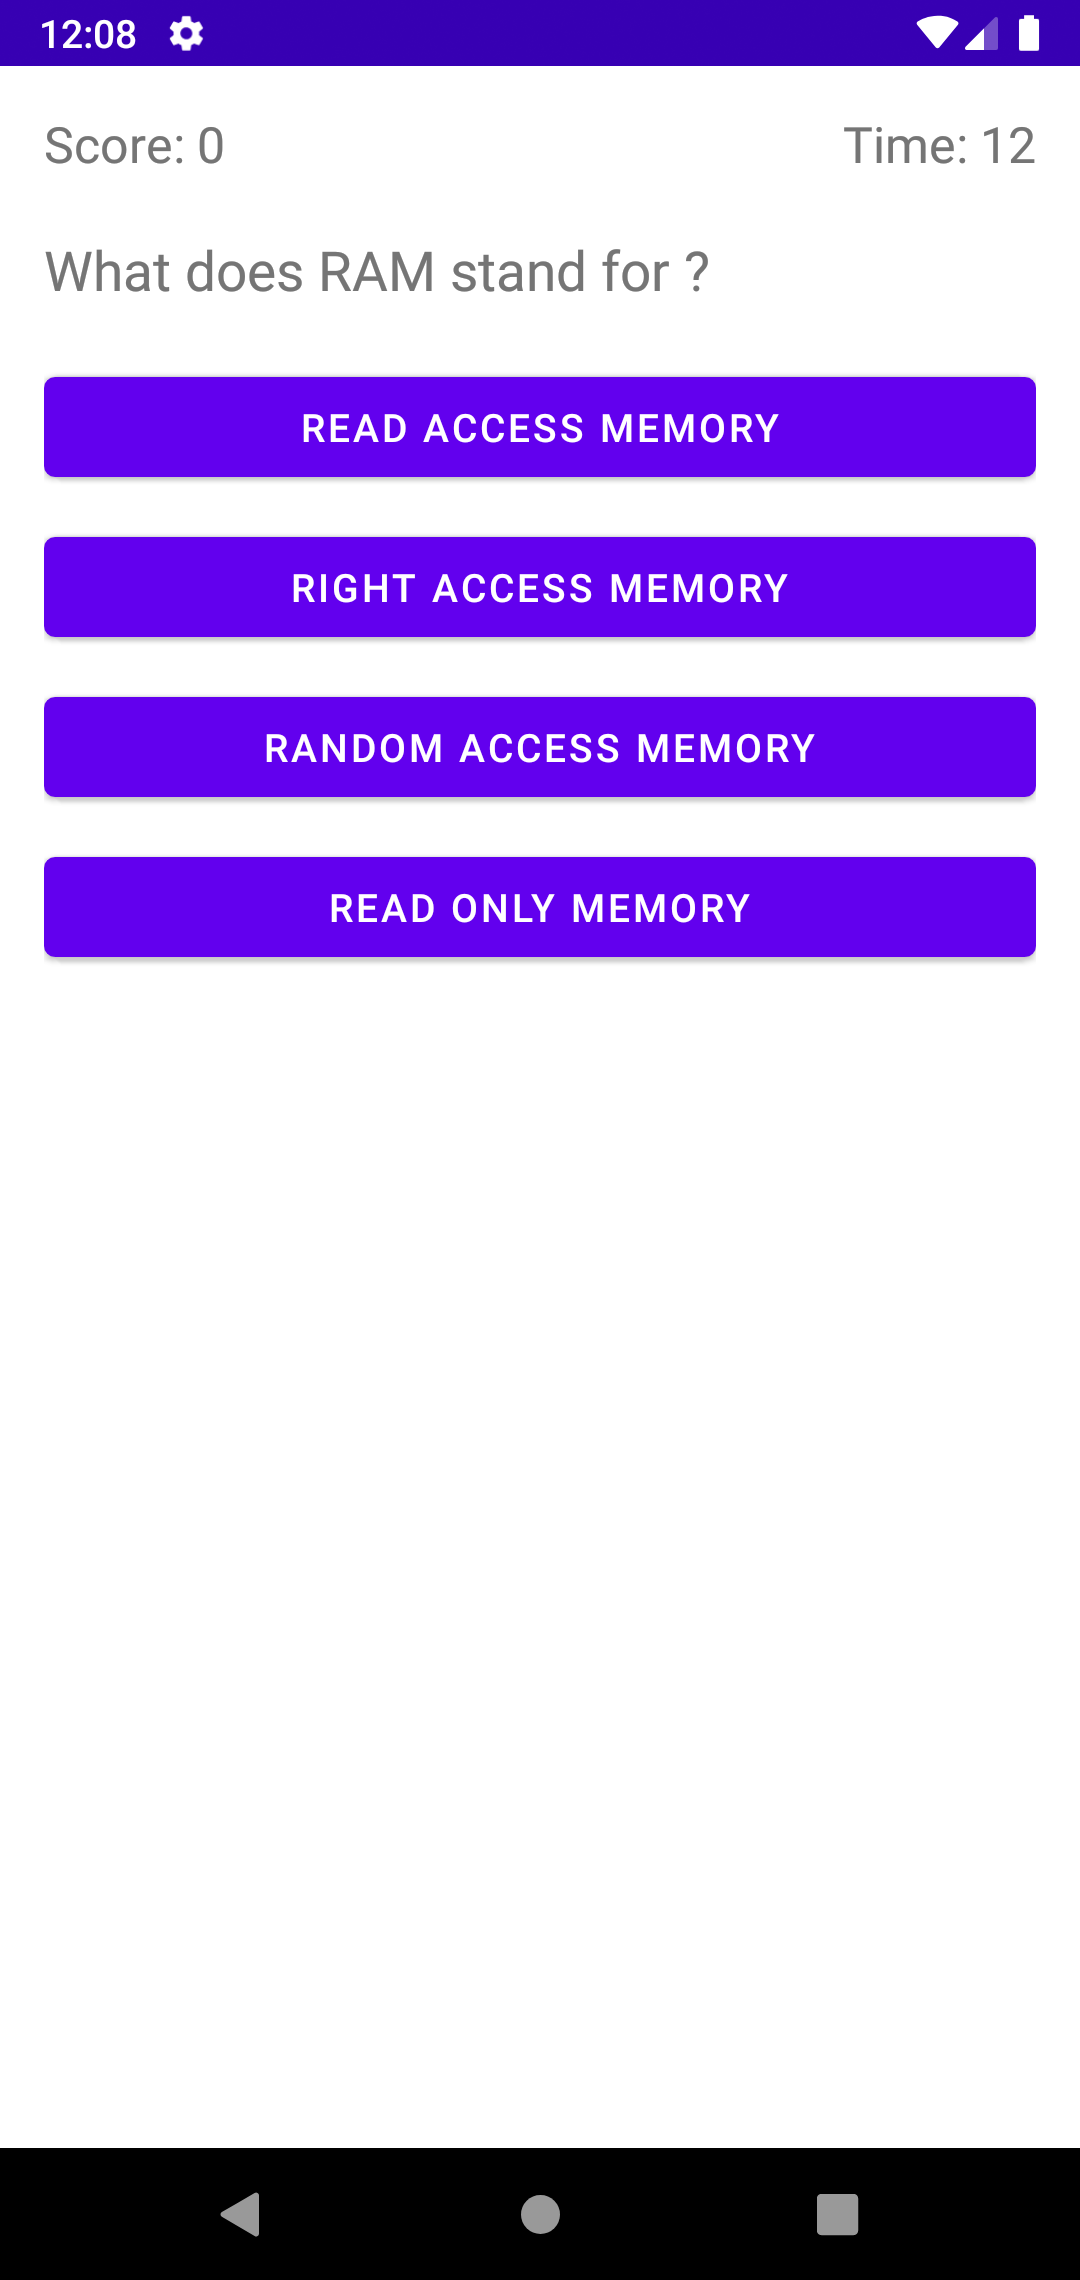 12:08
Score: 0 Time: 12
What does RAM stand for ?
READ ACCESS MEMORY
RIGHT ACCESS MEMORY
RANDOM ACCESS MEMORY
READ ONLY MEMORY